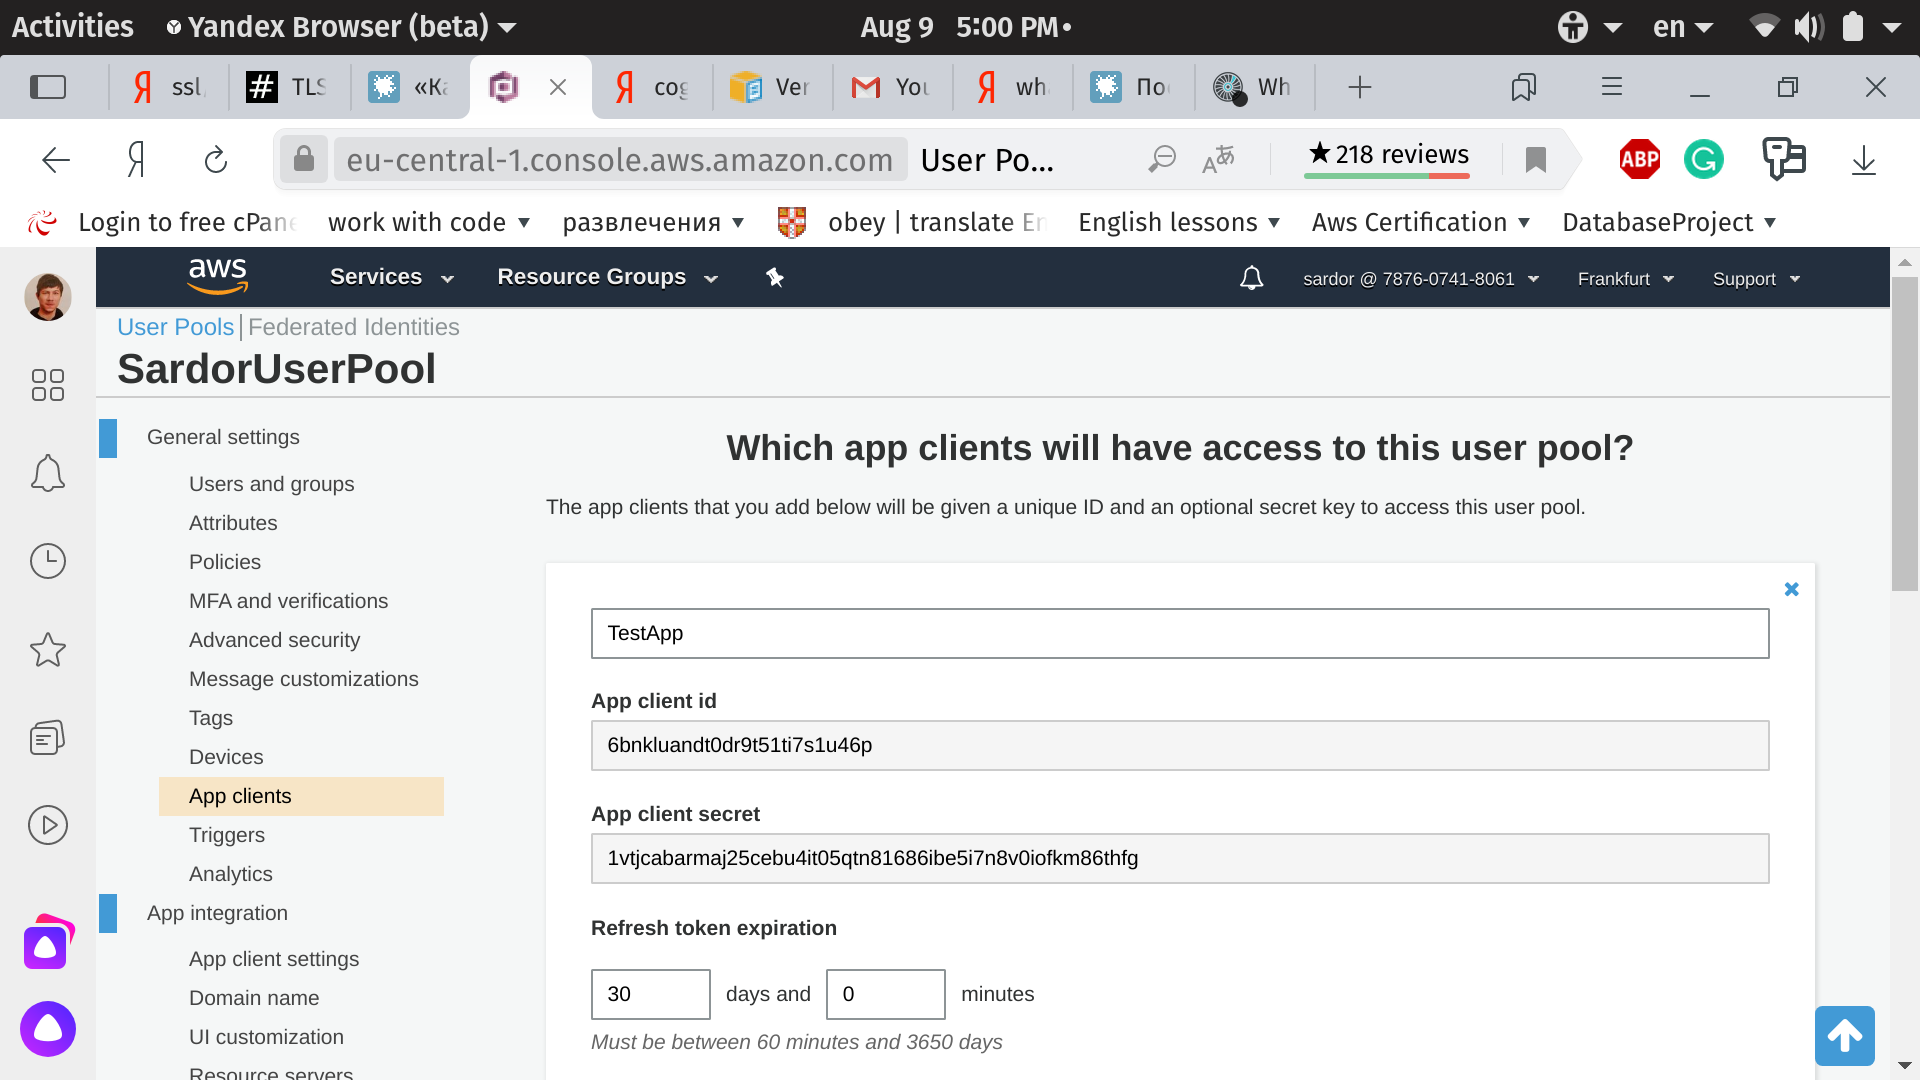 Activities Yandex Browser (beta) Aug 9 5:00 PM en
Я ssl # TLS «Ка Я cog Ver You Я wh По Wh
Я eu-central-1.console.aws.amazon.com User Po... ★ 218 reviews ABP
Login to free cPane work with code развлечения obey | translate En English lessons Aws Certification DatabaseProject
aws Services Resource Groups sardor @ 7876-0741-8061 Frankfurt Support
User Pools | Federated Identities
SardorUserPool
General settings
Users and groups
Attributes
Policies
MFA and verifications
Advanced security
Message customizations
Tags
Devices
App clients
Triggers
Analytics
App integration
App client settings
Domain name
UI customization
Resource servers
Which app clients will have access to this user pool?
The app clients that you add below will be given a unique ID and an optional secret key to access this user pool.
TestApp
App client id
6bnkluandt0dr9t51ti7s1u46p
App client secret
1vtjcabarmaj25cebu4it05qtn81686ibe5i7n8v0iofkm86thfg
Refresh token expiration
30 days and 0 minutes
Must be between 60 minutes and 3650 days